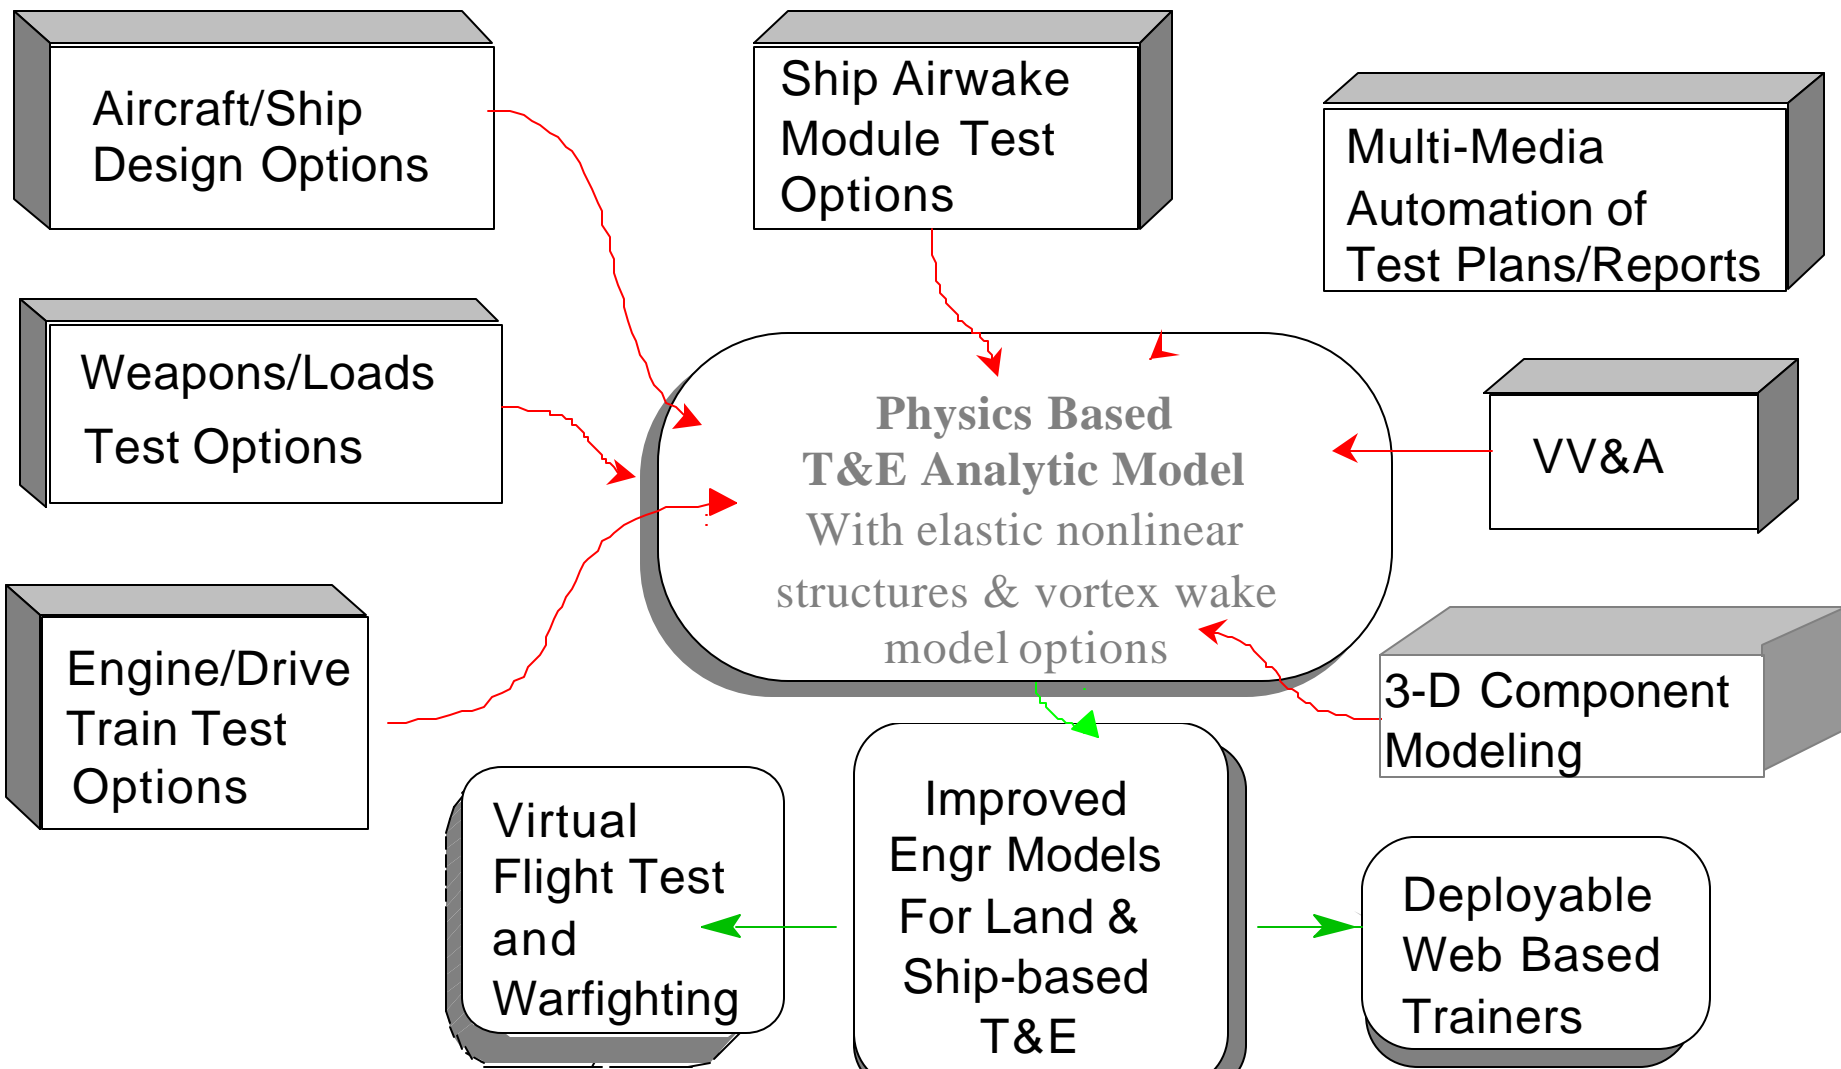 Aircraft/Ship
Design Options
Ship Airwake
Module Test
Options
Multi-Media
Automation of
Test Plans/Reports
Weapons/Loads
Test Options
Physics Based
T&E Analytic Model
With elastic nonlinear
structures & vortex wake
model options
VV&A
Engine/Drive
Train Test
Options
3-D Component
Modeling
Virtual
Flight Test
and
Warfighting
Improved
Engr Models
For Land &
Ship-based
T&E
Deployable
Web Based
Trainers